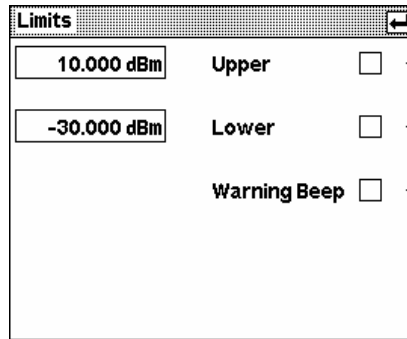 Limits
10.000 dBm Upper
-30.000 dBm Lower
Warning Beep